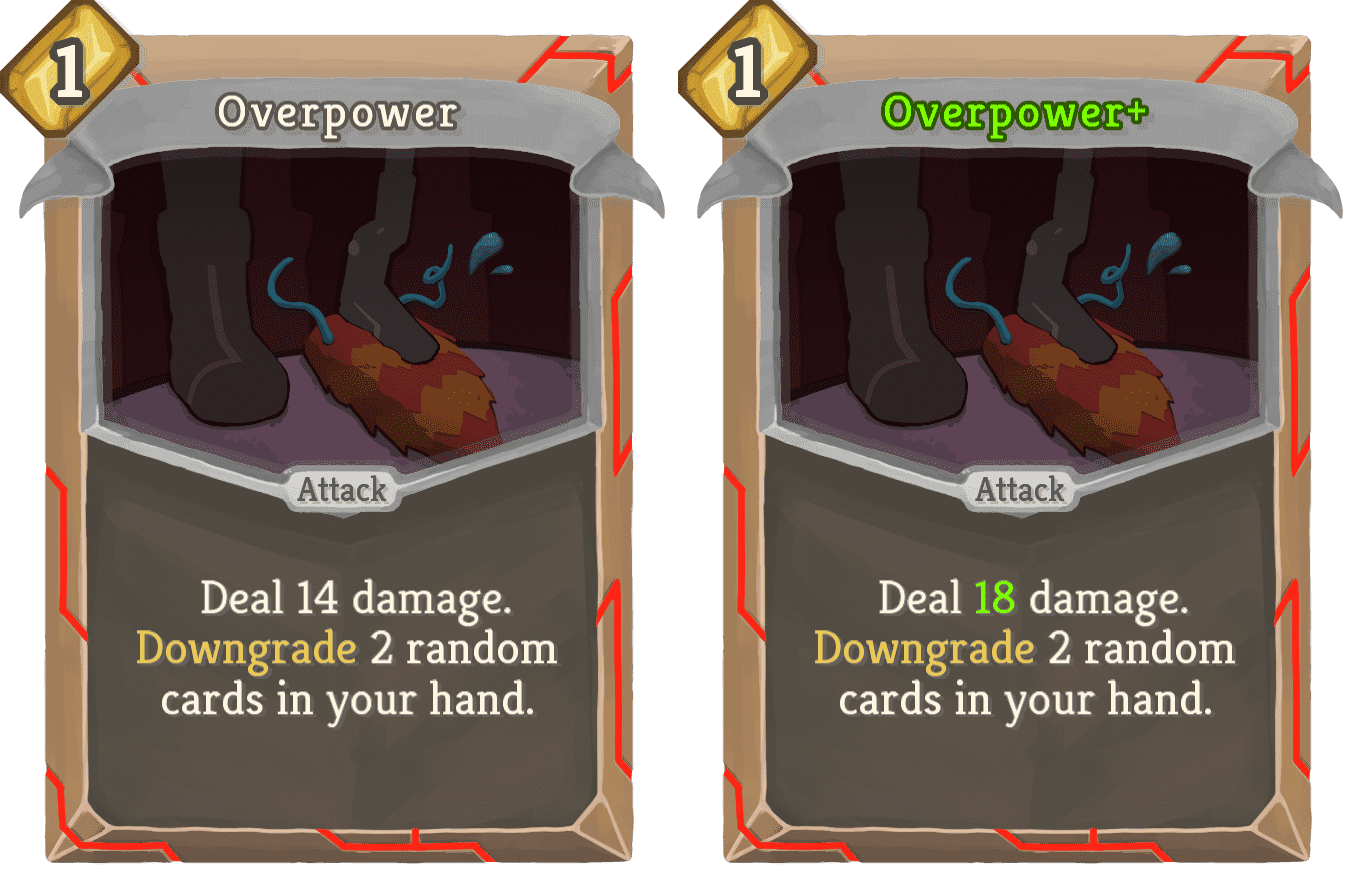 1
Overpower
Attack
Deal 14 damage.
Downgrade 2 random
cards in your hand.
1
Overpower+
Attack
Deal 18 damage.
Downgrade 2 random
cards in your hand.